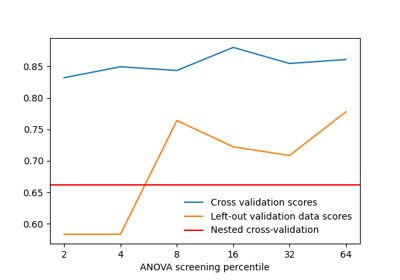 0.85
0.80
0.75
0.70
0.65
0.60
Cross validation scores
Left-out validation data scores
Nested cross-validation
2 4 8 16 32 64
ANOVA screening percentile